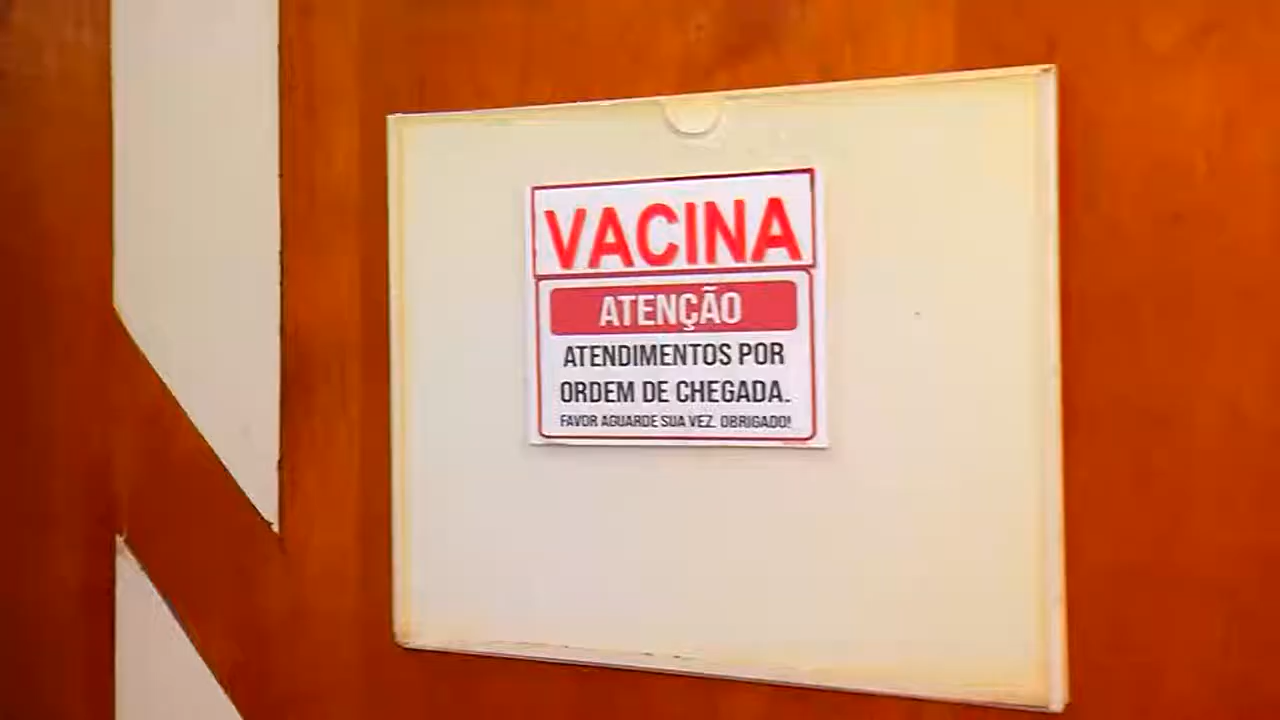 VACINA
ATENÇÃO
ATENDIMENTOS POR
ORDEM DE CHEGADA.
FAVOR AGUARDE SUA VEZ. OBRIGADO!